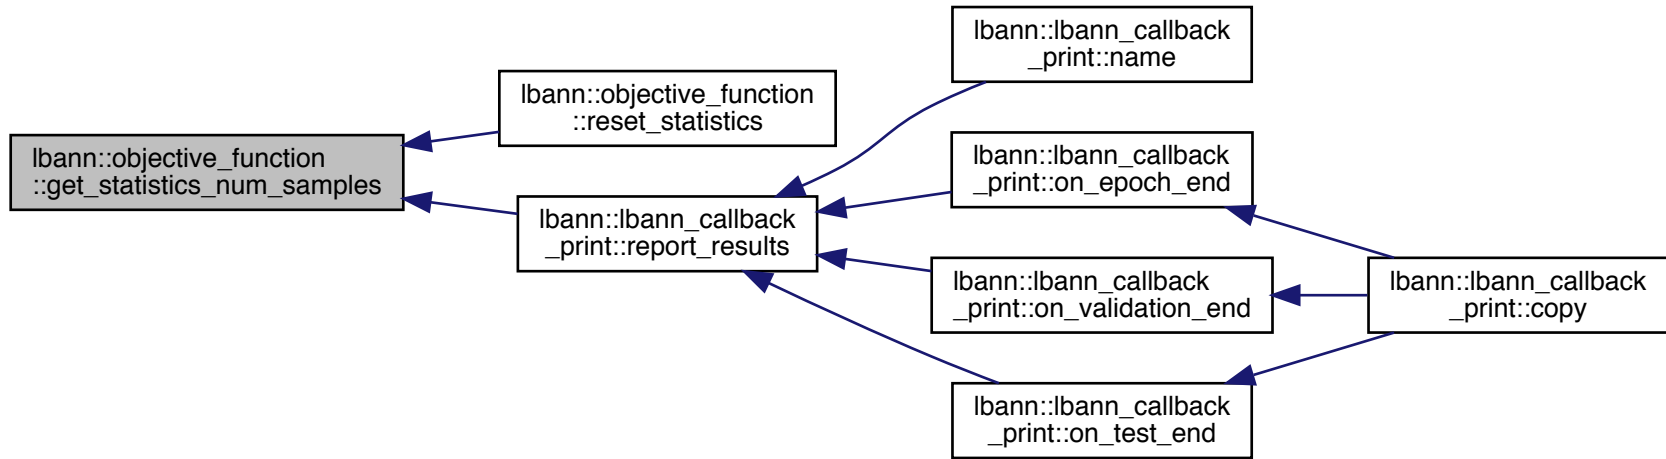 lbann::objective_function
::get_statistics_num_samples
lbann::objective_function
::reset_statistics
lbann::lbann_callback
_print::report_results
lbann::lbann_callback
_print::name
lbann::lbann_callback
_print::on_epoch_end
lbann::lbann_callback
_print::on_validation_end
lbann::lbann_callback
_print::on_test_end
lbann::lbann_callback
_print::copy